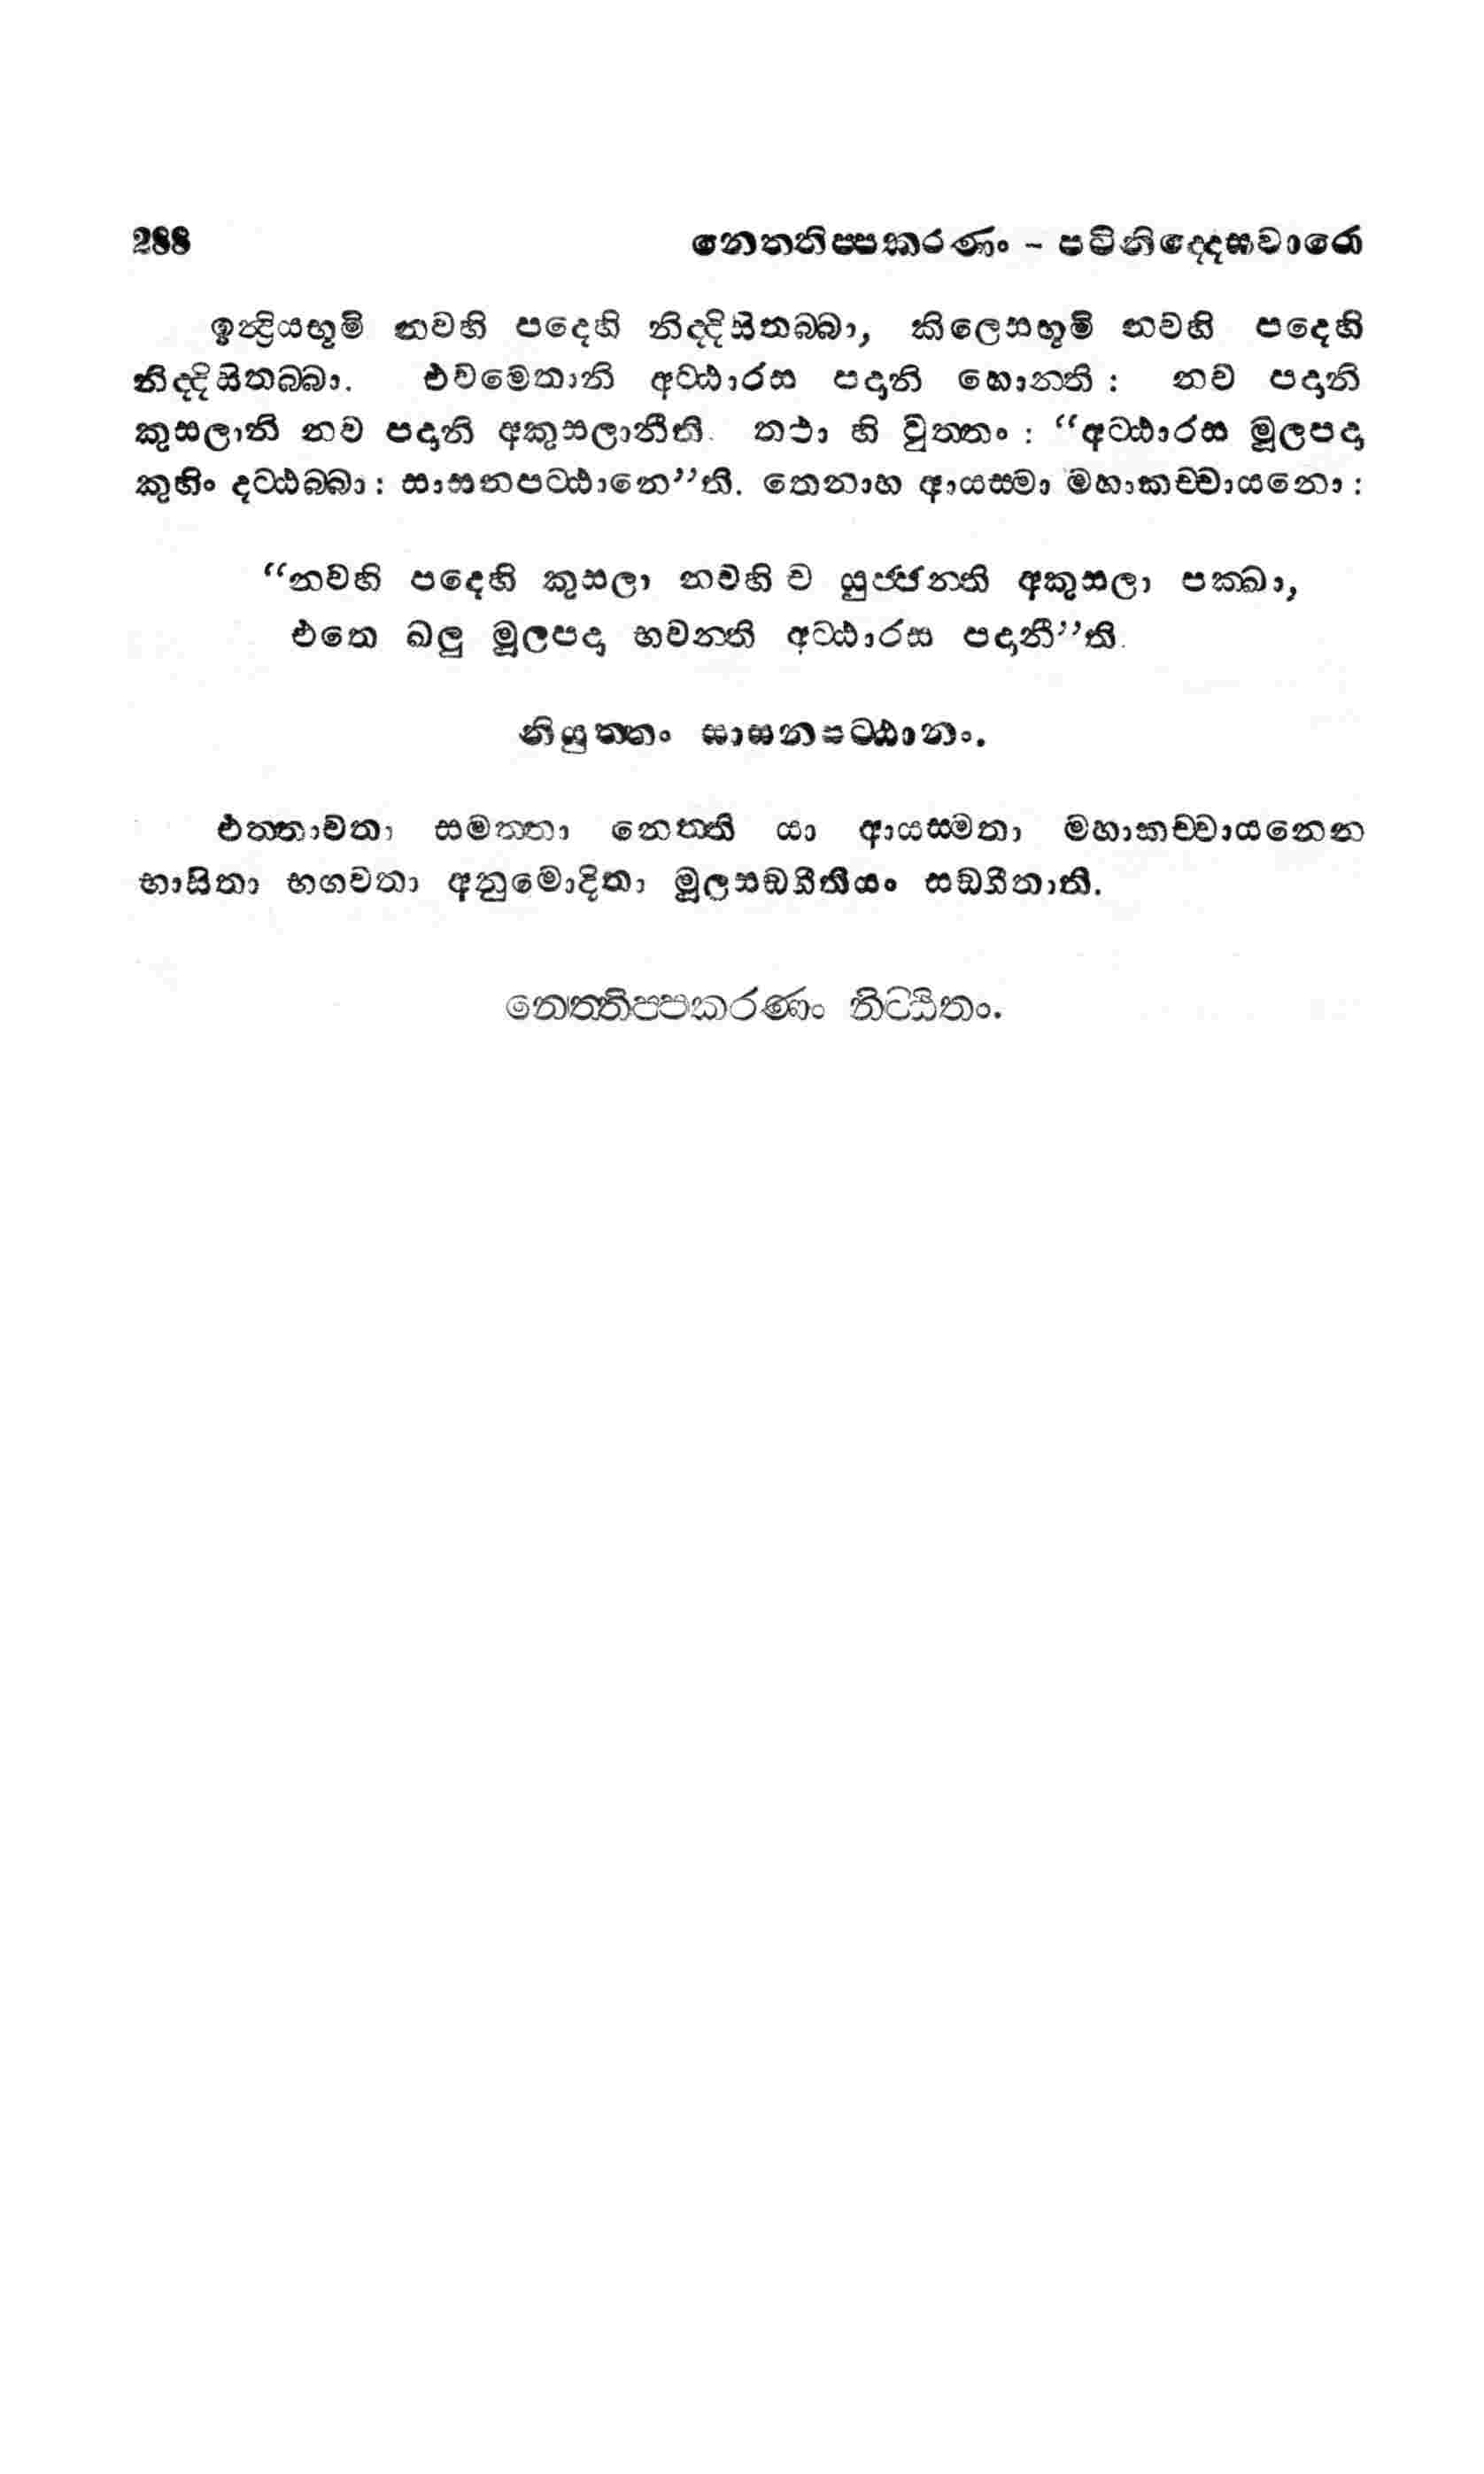 288 නෙත්තිප්පකරණං - පටිනිද්දෙසවාරො
ඉන්ද්‍රියභූමි නවහි පදෙහි නිද්දිසිතබ්බා, කිලෙසභූමි නවහි පදෙහි
නිද්දිසිතබ්බා. එවමෙතානි අට්ඨාරස පදානි හොන්ති : නව පදානි
කුසලානි නව පදානි අකුසලානීති. තථා හි වුත්තං : “අට්ඨාරස මූලපදා
කුහිං දට්ඨබ්බා : සාසනපට්ඨානෙ”ති. තෙනාහ ආයස්මා මහාකච්චායනො :
“නවහි පදෙහි කුසලා නවහි ච යුජ්ජන්ති අකුසලා පක්ඛා,
එතෙ ඛලු මූලපදා භවන්ති අට්ඨාරස පදානී”ති.
නියුත්තං සාසනපට්ඨානං.
එත්තාවතා සමත්තා නෙත්ති යා ආයස්මතා මහාකච්චායනෙන
භාසිතා භගවතා අනුමොදිතා මූලසඞ්ගීතියං සඞ්ගීතාති.
නෙත්තිප්පකරණං නිට්ඨිතං.